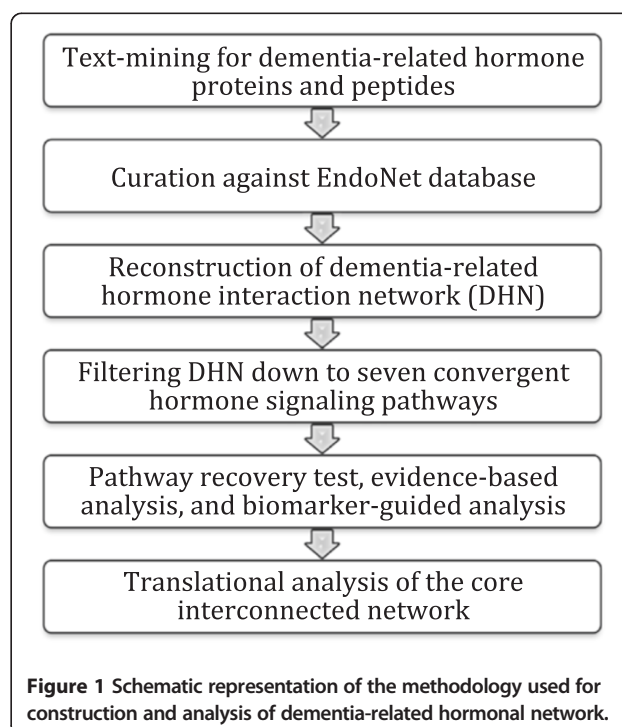 Text-mining for dementia-related hormone
proteins and peptides
Curation against EndoNet database
Reconstruction of dementia-related
hormone interaction network (DHN)
Filtering DHN down to seven convergent
hormone signaling pathways
Pathway recovery test, evidence-based
analysis, and biomarker-guided analysis
Translational analysis of the core
interconnected network
Figure 1 Schematic representation of the methodology used for
construction and analysis of dementia-related hormonal network.